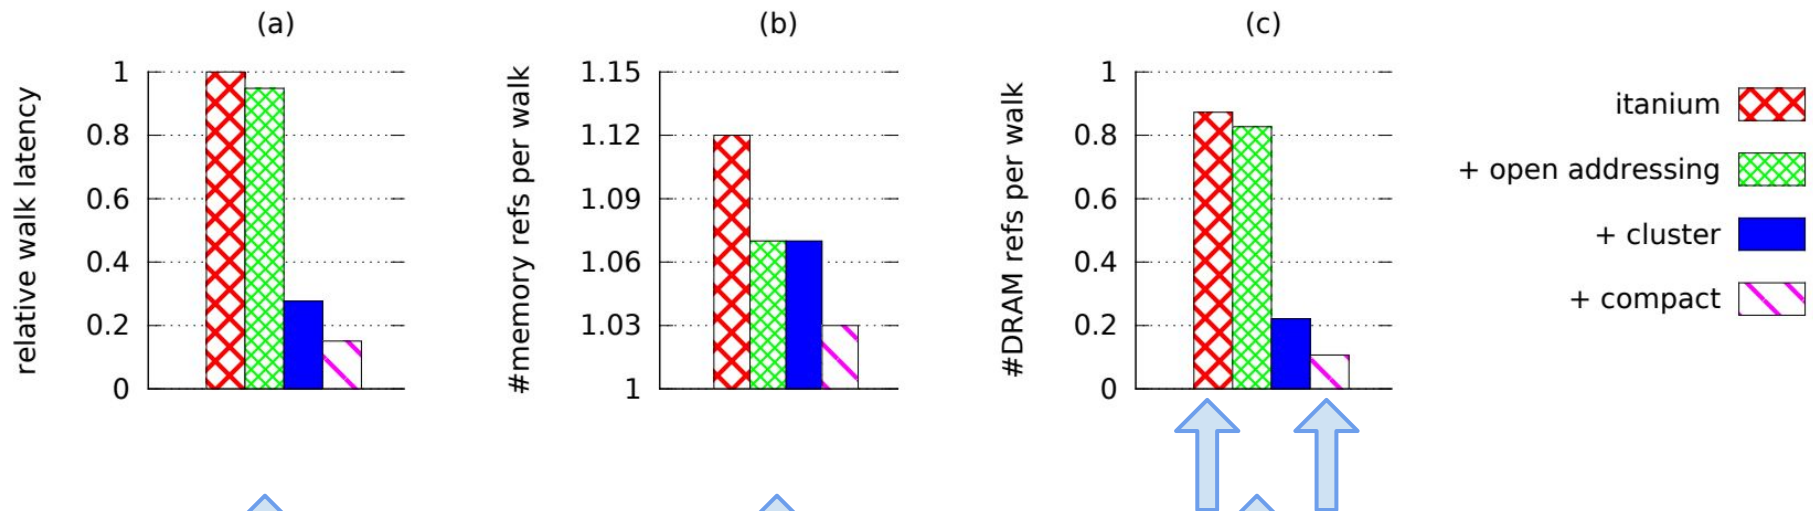 (a)
relative walk latency
1
0.8
0.6
0.4
0.2
0
(b)
#memory refs per walk
1.15
1.12
1.09
1.06
1.03
1
(c)
#DRAM refs per walk
1
0.8
0.6
0.4
0.2
0
itanium
+ open addressing
+ cluster
+ compact